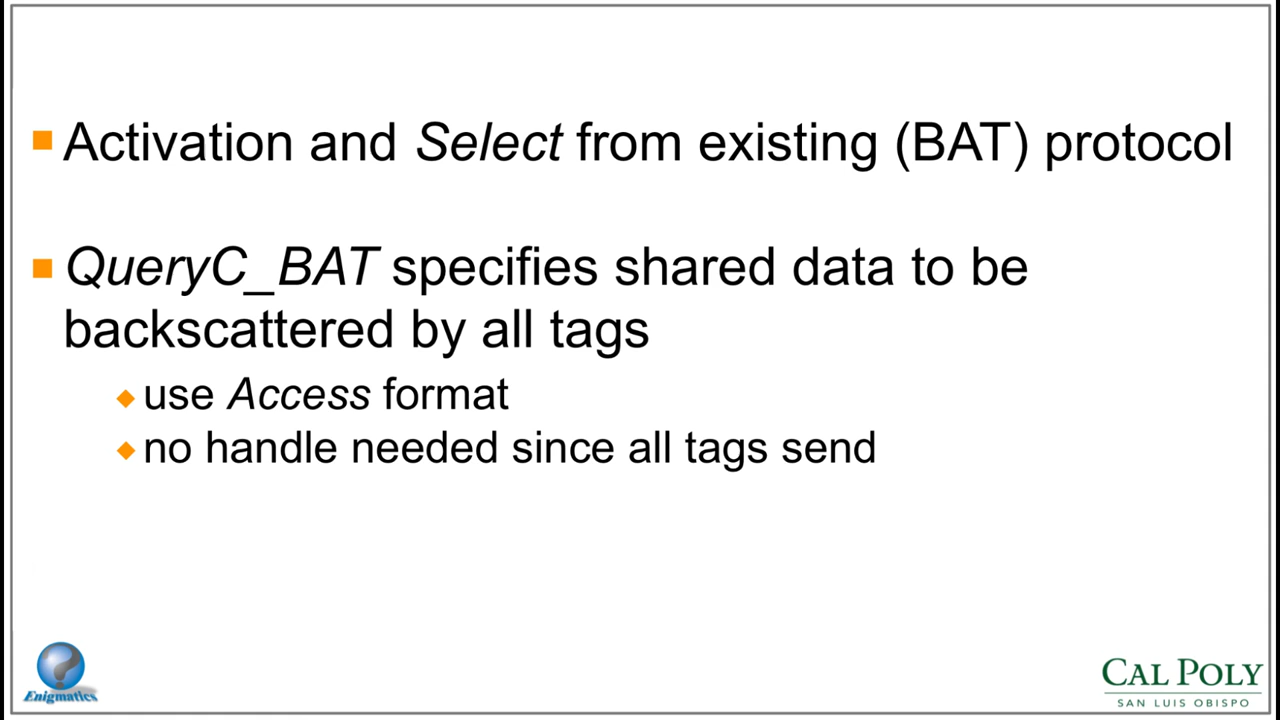 Activation and Select from existing (BAT) protocol
QueryC_BAT specifies shared data to be
backscattered by all tags
use Access format
no handle needed since all tags send
Enigmatics
CAL POLY
SAN LUIS OBISPO